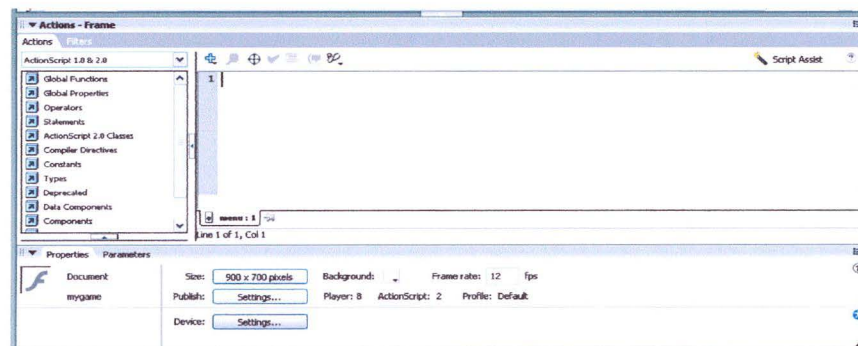 Actions - Frame
Actions Filters
ActionScript 1.0 & 2.0
Script Assist
Global Functions
Global Properties
Operators
Statements
ActionScript 2.0 Classes
Compiler Directives
Constants
Types
Deprecated
Data Components
Components
1
menu : 1
Line 1 of 1, Col 1
Properties Parameters
Document
mygame
Size: 900 x 700 pixels Background: Frame rate: 12 fps
Publish: Settings... Player: 8 ActionScript: 2 Profile: Default
Device: Settings...